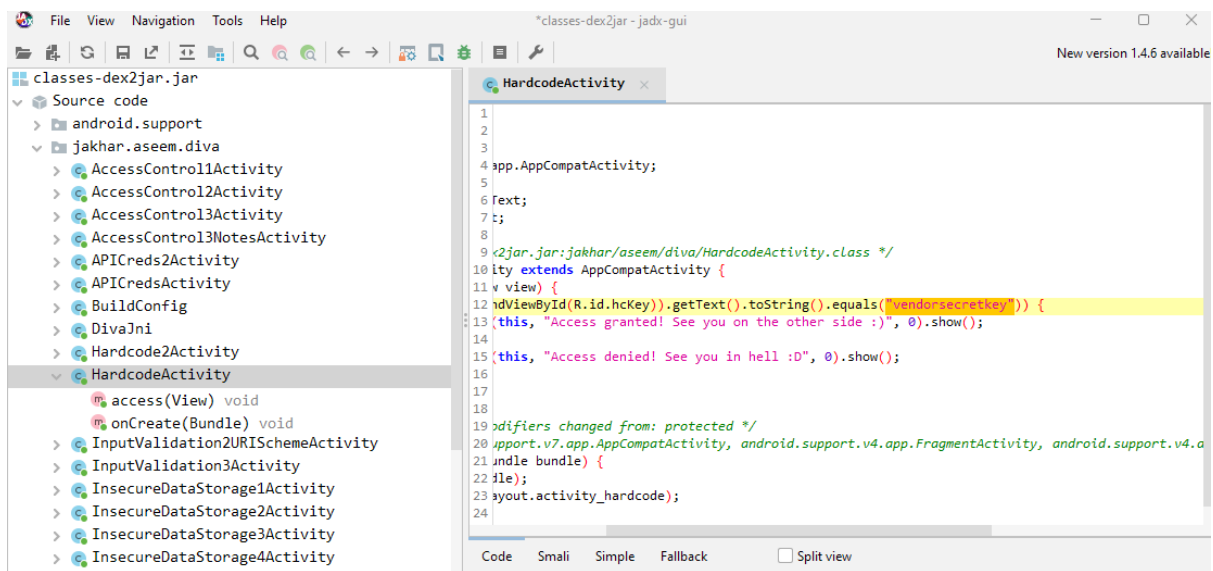 File View Navigation Tools Help *classes-dex2jar - jadx-gui
New version 1.4.6 available
classes-dex2jar.jar
Source code
android.support
jakhar.aseem.diva
AccessControl1Activity
AccessControl2Activity
AccessControl3Activity
AccessControl3NotesActivity
APICreds2Activity
APICredsActivity
BuildConfig
DivaJni
Hardcode2Activity
HardcodeActivity
access(View) void
onCreate(Bundle) void
InputValidation2URISchemeActivity
InputValidation3Activity
InsecureDataStorage1Activity
InsecureDataStorage2Activity
InsecureDataStorage3Activity
InsecureDataStorage4Activity
HardcodeActivity
1
2
3
4 app.AppCompatActivity;
5
6 Text;
7 t;
8
9 x2jar.jar:jakhar/aseem/diva/HardcodeActivity.class */
10 ity extends AppCompatActivity {
11 w view) {
12 ndViewById(R.id.hcKey)).getText().toString().equals("vendorsecretkey")) {
13 (this, "Access granted! See you on the other side :)", 0).show();
14
15 (this, "Access denied! See you in hell :D", 0).show();
16
17
18
19 odifiers changed from: protected */
20 upport.v7.app.AppCompatActivity, android.support.v4.app.FragmentActivity, android.support.v4.a
21 undle bundle) {
22 dle);
23 ayout.activity_hardcode);
24
Code Smali Simple Fallback Split view